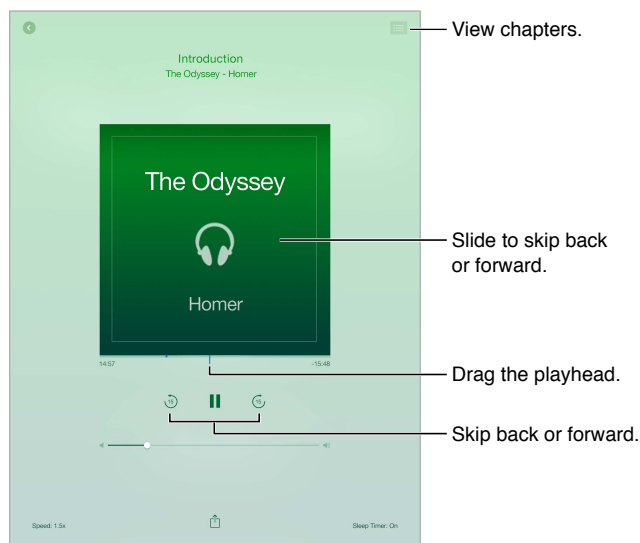 View chapters.
Introduction
The Odyssey - Homer
The Odyssey
Slide to skip back
or forward.
Homer
14:57
-15:48
Drag the playhead.
15
15
Skip back or forward.
Speed: 1.5x
Sleep Timer: On